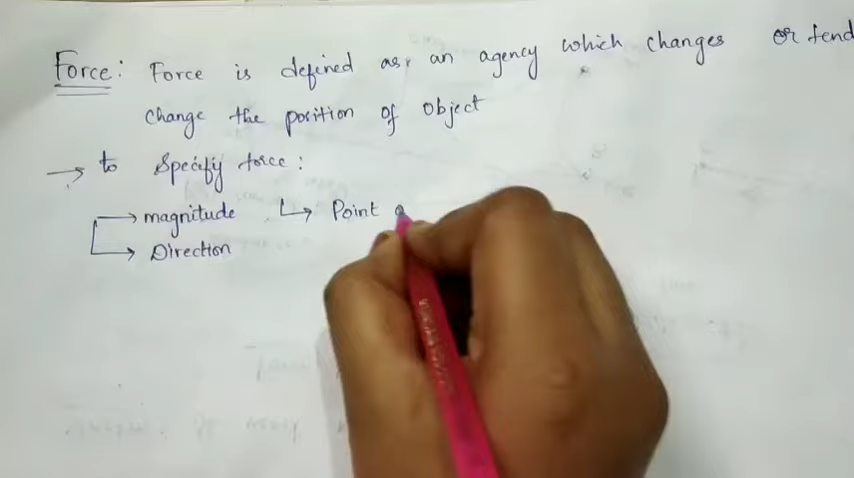 Force: Force is defined as, an agency which changes or tend
change the position of object
→ to Specify force:
→ magnitude ↳ Point
→ Direction